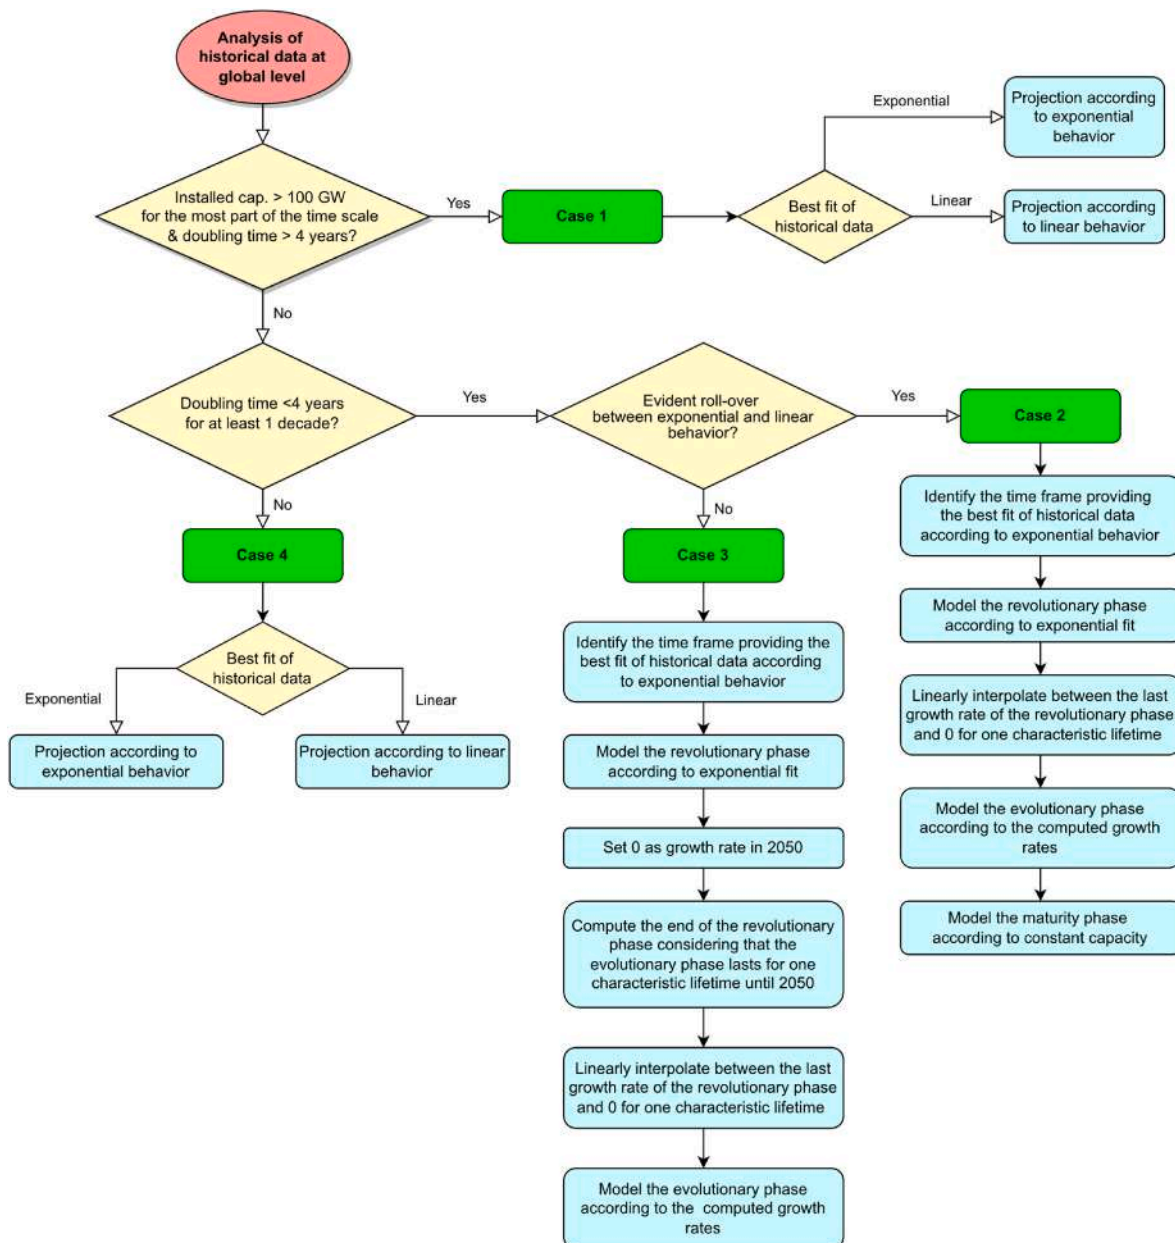 Analysis of
historical data at
global level
Installed cap. > 100 GW
for the most part of the time scale
& doubling time > 4 years?
Yes
Case 1
Best fit of
historical data
Exponential
Projection according
to exponential
behavior
Linear
Projection according
to linear behavior
No
Doubling time <4 years
for at least 1 decade?
Yes
Evident roll-over
between exponential and linear
behavior?
Yes
Case 2
Identify the time frame providing
the best fit of historical data
according to exponential behavior
Model the revolutionary phase
according to exponential fit
Linearly interpolate between the last
growth rate of the revolutionary phase
and 0 for one characteristic lifetime
Model the evolutionary phase
according to the computed growth
rates
Model the maturity phase
according to constant capacity
No
Case 3
Identify the time frame providing the
best fit of historical data according
to exponential behavior
Model the revolutionary phase
according to exponential fit
Set 0 as growth rate in 2050
Compute the end of the revolutionary
phase considering that the
evolutionary phase lasts for one
characteristic lifetime until 2050
Linearly interpolate between the last
growth rate of the revolutionary phase
and 0 for one characteristic lifetime
Model the evolutionary phase
according to the computed growth
rates
No
Case 4
Best fit of
historical data
Exponential
Projection according to
exponential behavior
Linear
Projection according to linear
behavior